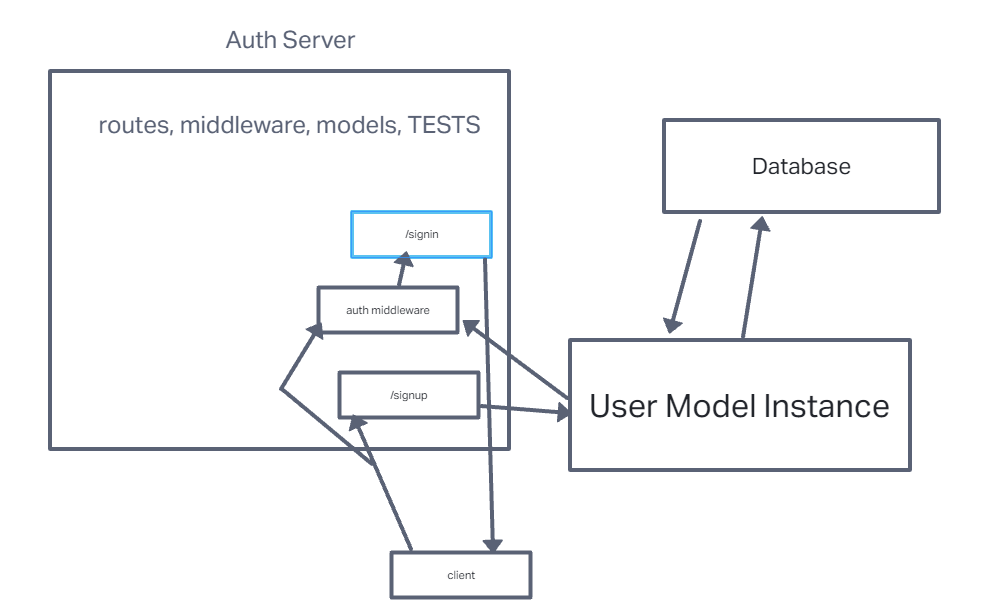 Auth Server
routes, middleware, models, TESTS
Database
/signin
auth middleware
/signup
User Model Instance
client